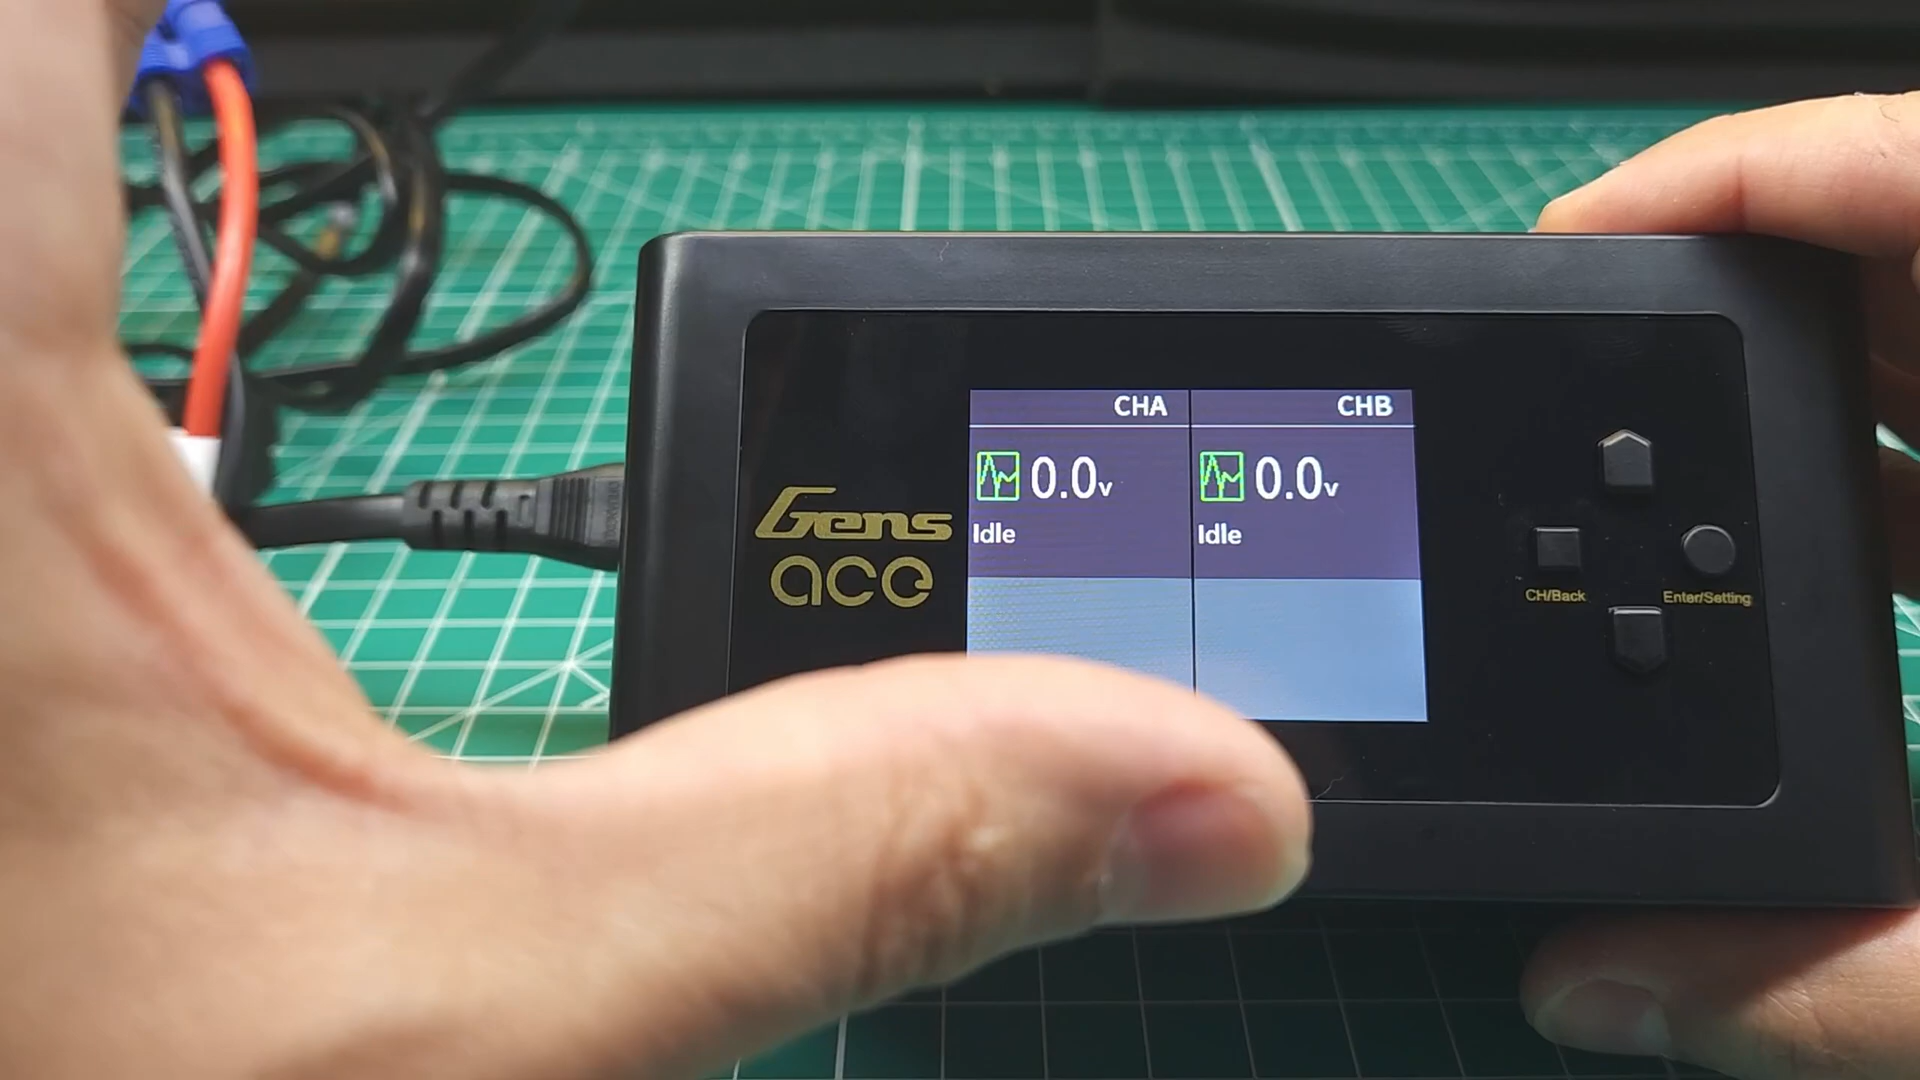 CHA CHB
0.0v 0.0v
Idle Idle
Gens
ace
CH/Back Enter/Setting